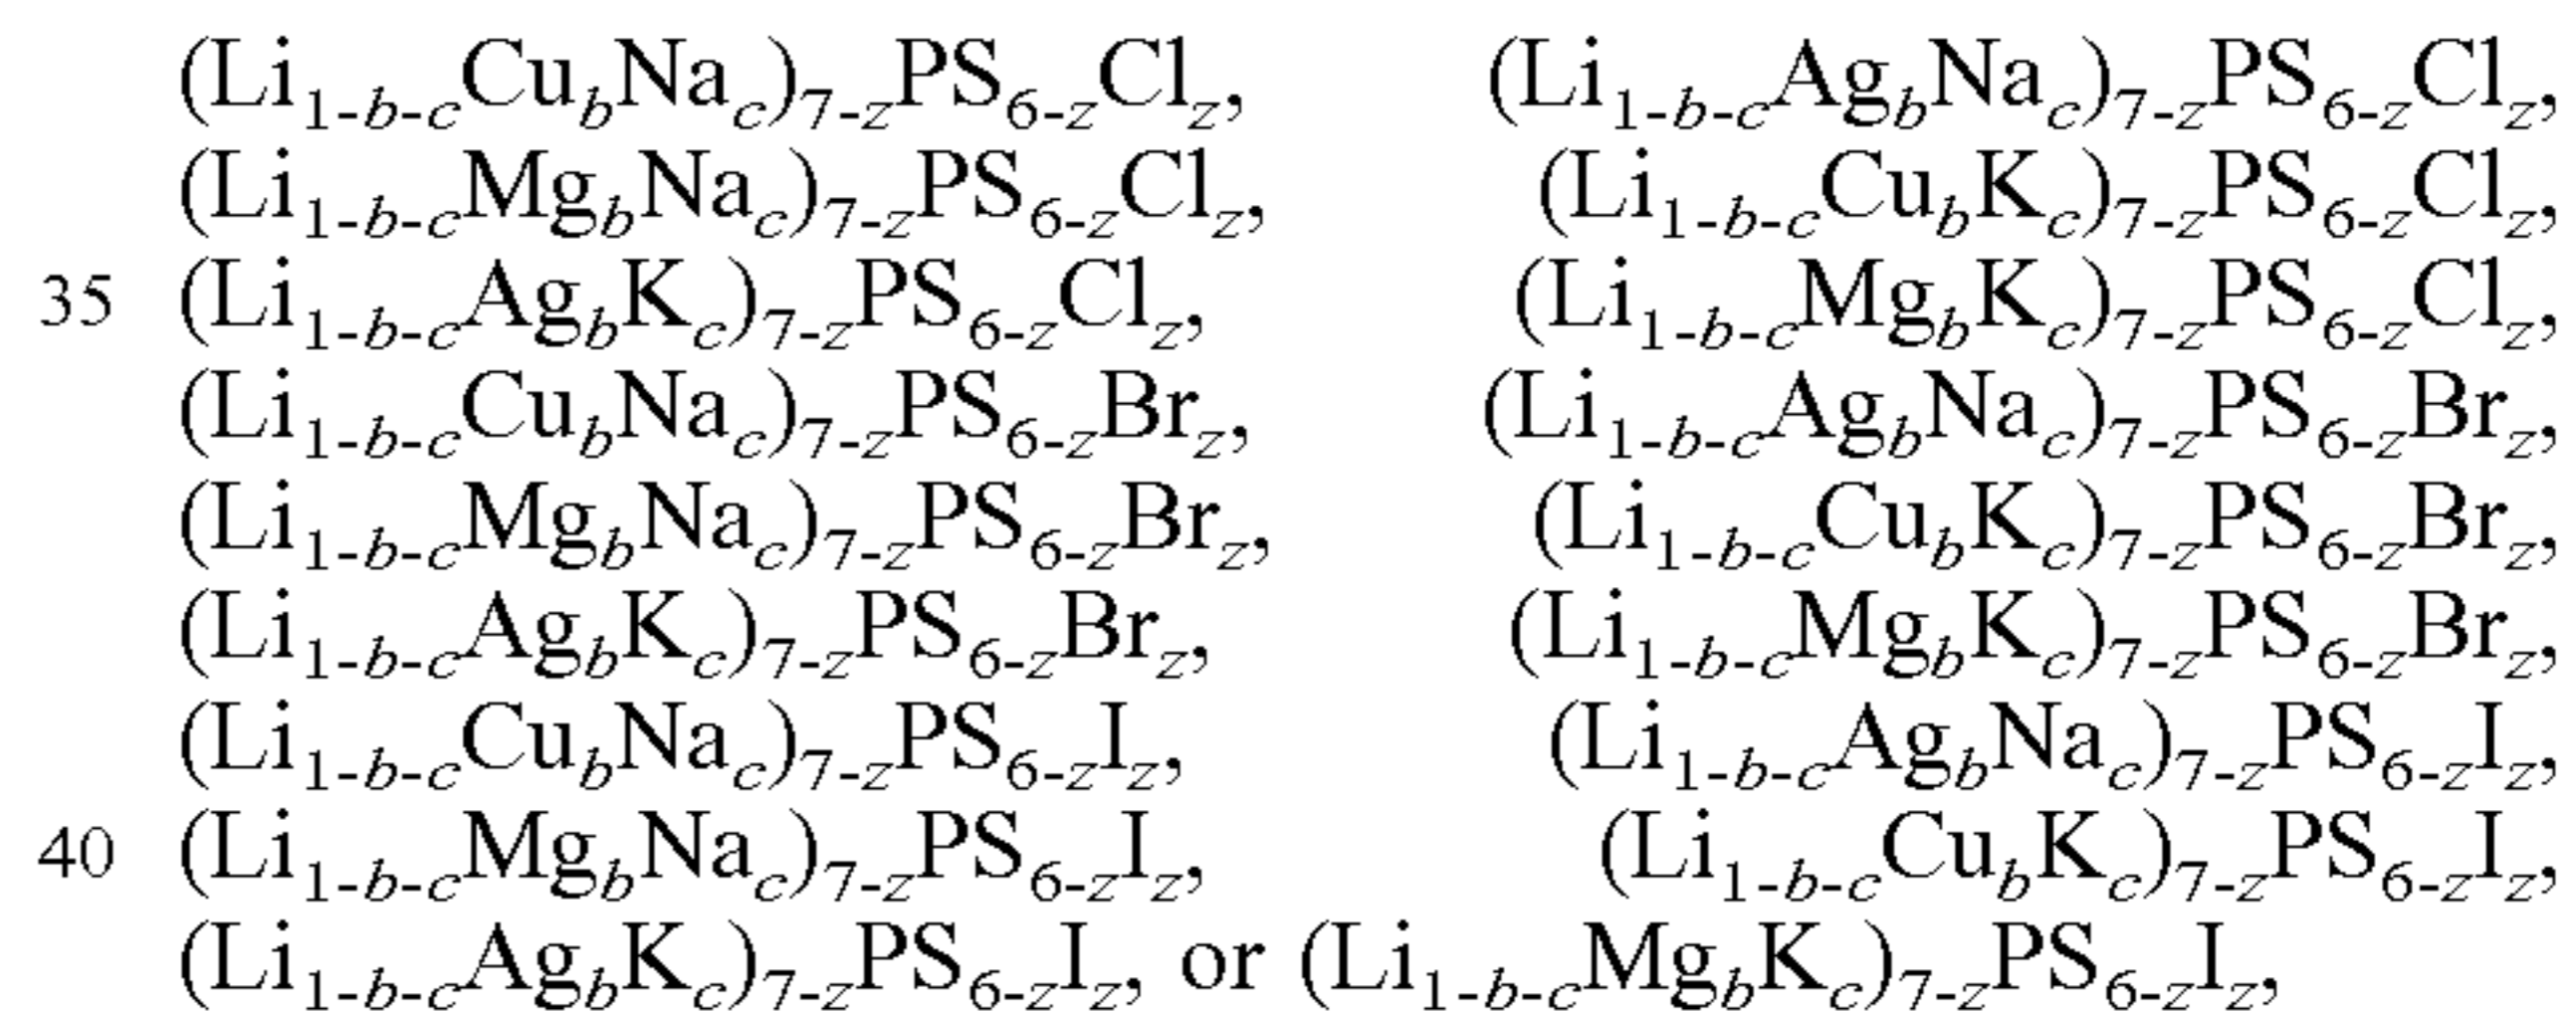 (Li1-b-cCubNac)7-zPS6-zClz, (Li1-b-cAgbNac)7-zPS6-zClz,
(Li1-b-cMgbNac)7-zPS6-zClz, (Li1-b-cCubKc)7-zPS6-zClz,
35 (Li1-b-cAgbKc)7-zPS6-zClz, (Li1-b-cMgbKc)7-zPS6-zClz,
(Li1-b-cCubNac)7-zPS6-zBrz, (Li1-b-cAgbNac)7-zPS6-zBrz,
(Li1-b-cMgbNac)7-zPS6-zBrz, (Li1-b-cCubKc)7-zPS6-zBrz,
(Li1-b-cAgbKc)7-zPS6-zBrz, (Li1-b-cMgbKc)7-zPS6-zBrz,
(Li1-b-cCubNac)7-zPS6-zIz, (Li1-b-cAgbNac)7-zPS6-zIz,
40 (Li1-b-cMgbNac)7-zPS6-zIz, (Li1-b-cCubKc)7-zPS6-zIz,
(Li1-b-cAgbKc)7-zPS6-zIz, or (Li1-b-cMgbKc)7-zPS6-zIz,